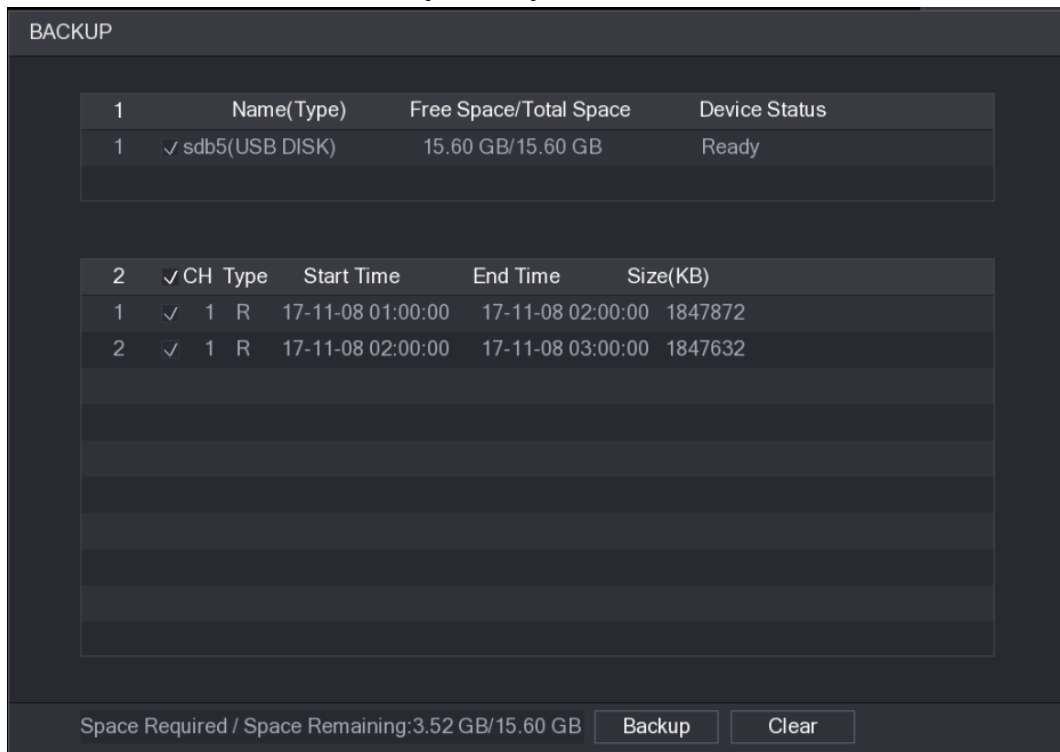 BACKUP
1 Name(Type) Free Space/Total Space Device Status
1 sdb5(USB DISK) 15.60 GB/15.60 GB Ready
2 CH Type Start Time End Time Size(KB)
1 1 R 17-11-08 01:00:00 17-11-08 02:00:00 1847872
2 1 R 17-11-08 02:00:00 17-11-08 03:00:00 1847632
Space Required / Space Remaining:3.52 GB/15.60 GB Backup Clear